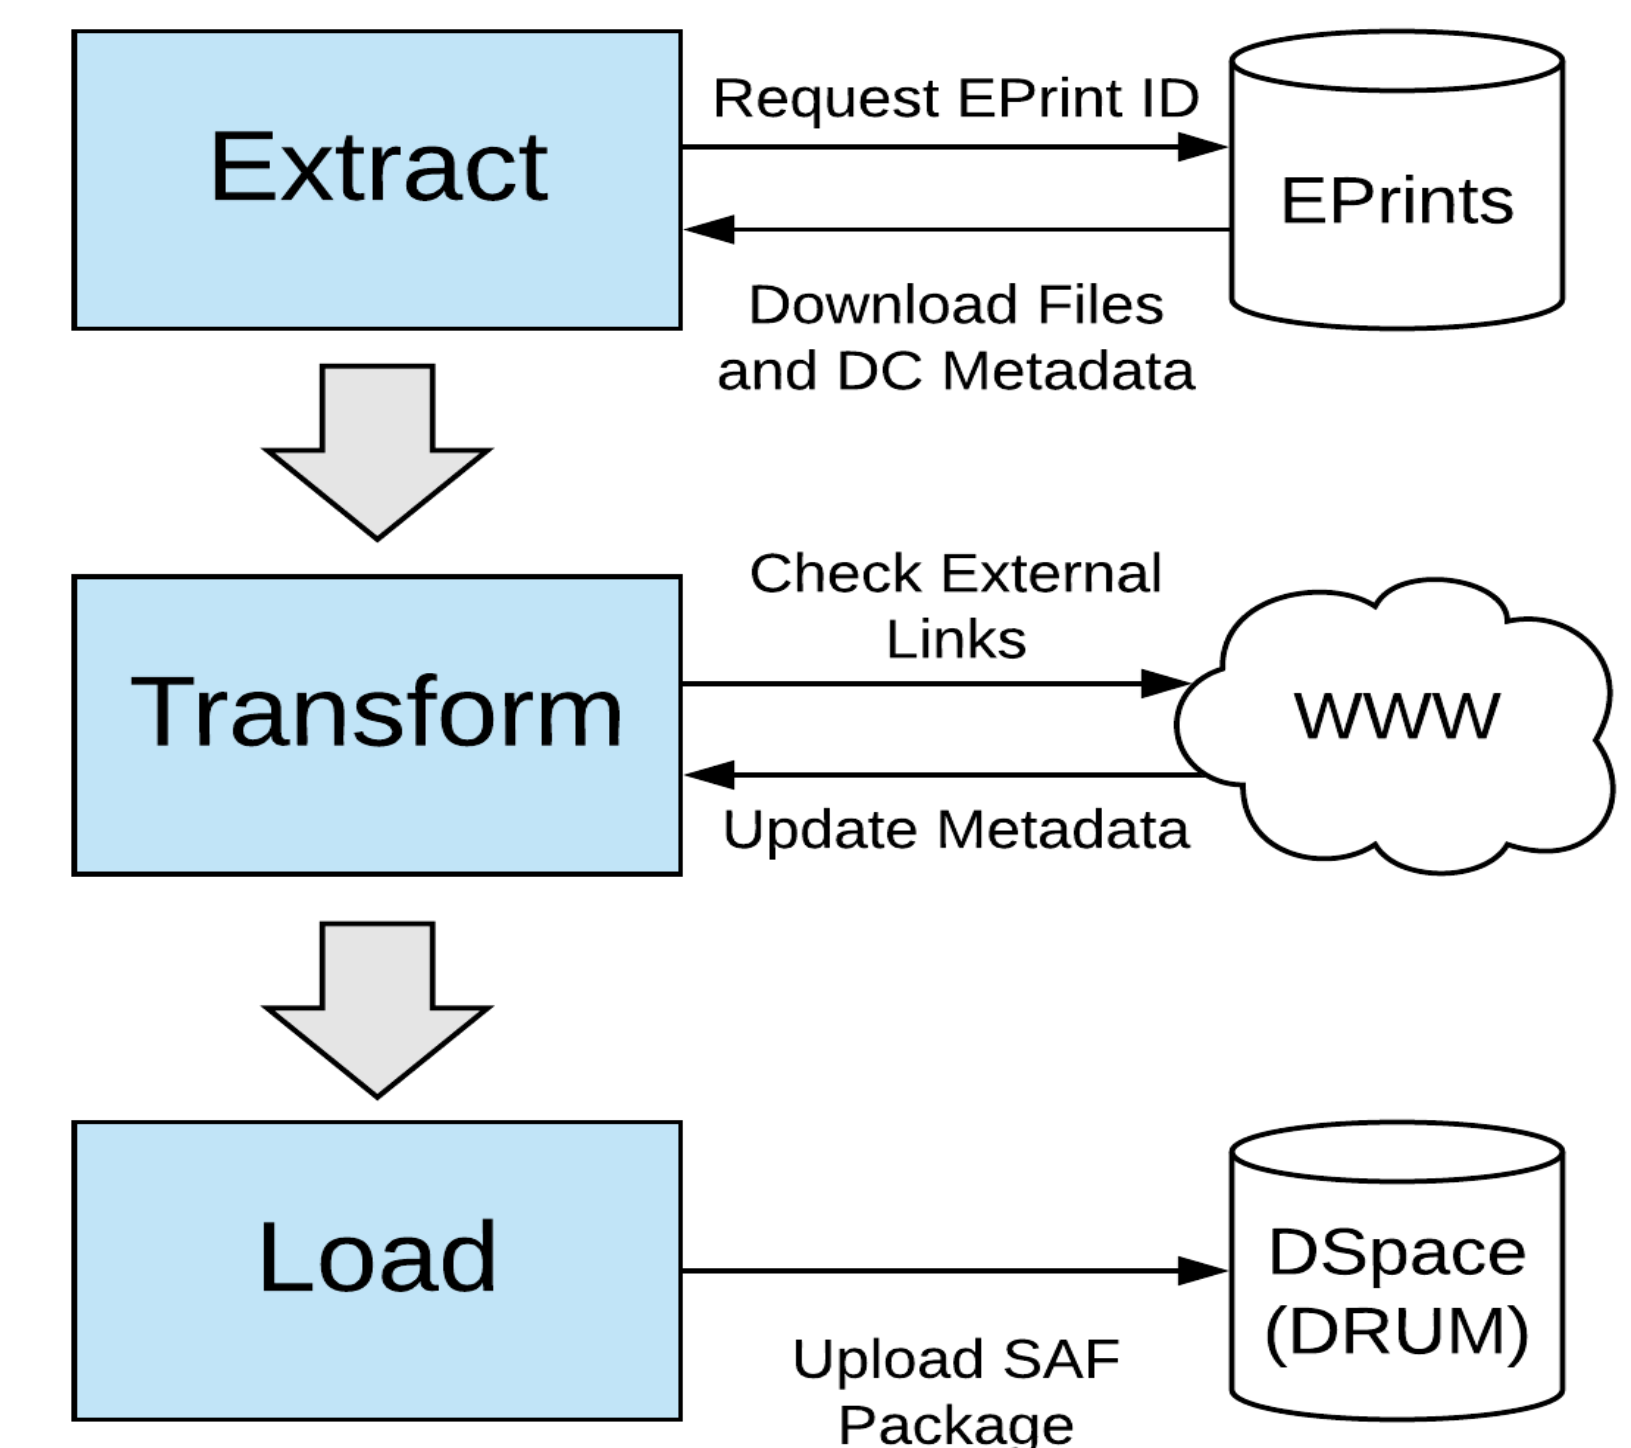 Extract
Request EPrint ID
EPrints
Download Files
and DC Metadata
Transform
Check External
Links
WWW
Update Metadata
Load
DSpace
(DRUM)
Upload SAF
Package